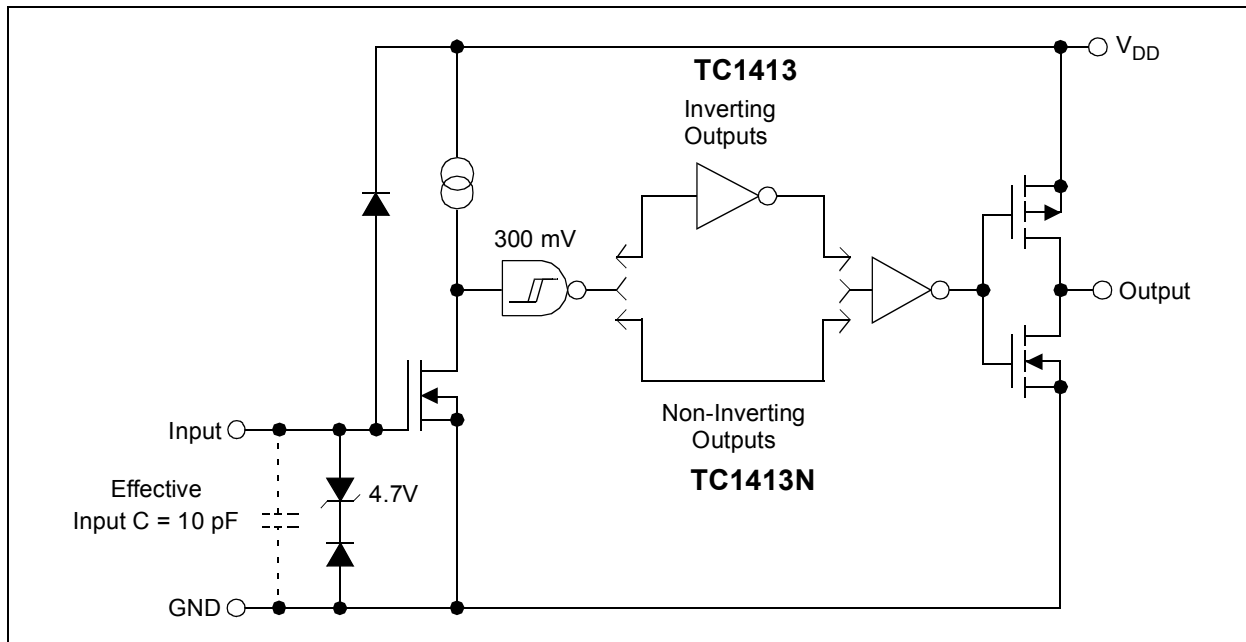 V_DD
TC1413
Inverting
Outputs
300 mV
Output
Input
Non-Inverting
Outputs
TC1413N
Effective
Input C = 10 pF
4.7V
GND